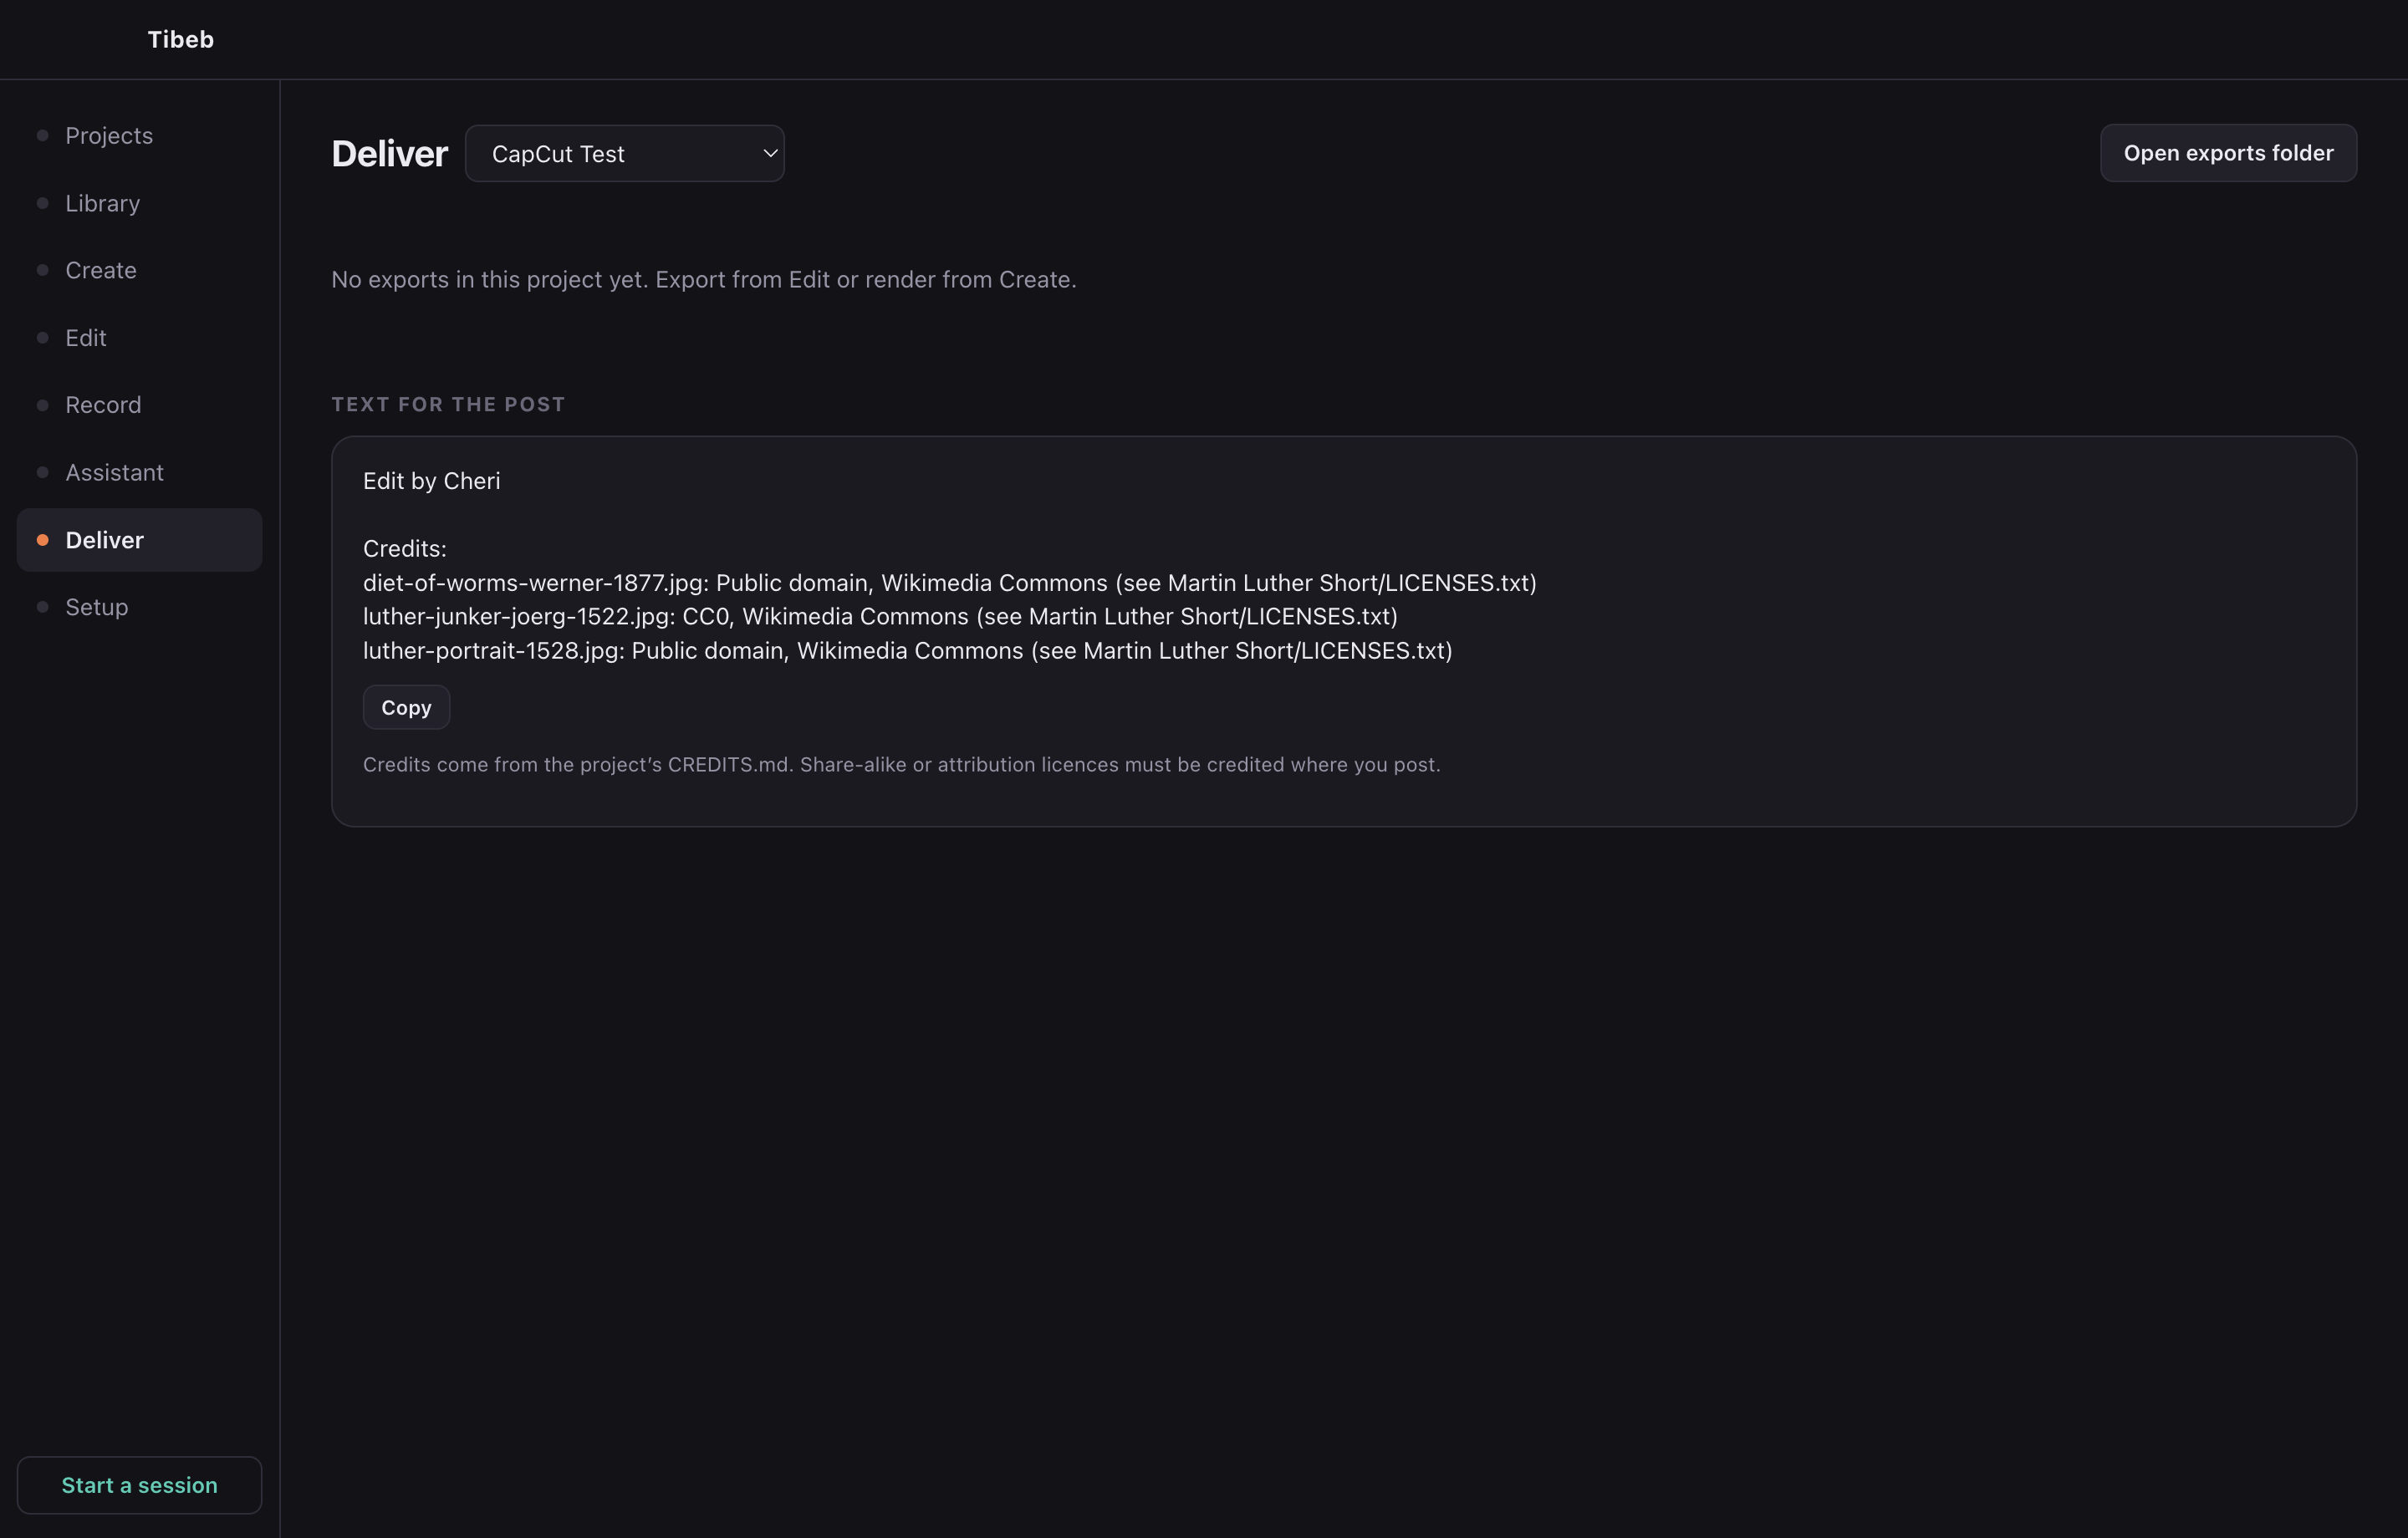 Tibeb
Projects
Library
Create
Edit
Record
Assistant
Deliver
Setup
Start a session
Deliver
CapCut Test
Open exports folder
No exports in this project yet. Export from Edit or render from Create.
TEXT FOR THE POST
Edit by Cheri
Credits:
diet-of-worms-werner-1877.jpg: Public domain, Wikimedia Commons (see Martin Luther Short/LICENSES.txt)
luther-junker-joerg-1522.jpg: CC0, Wikimedia Commons (see Martin Luther Short/LICENSES.txt)
luther-portrait-1528.jpg: Public domain, Wikimedia Commons (see Martin Luther Short/LICENSES.txt)
Copy
Credits come from the project’s CREDITS.md. Share-alike or attribution licences must be credited where you post.